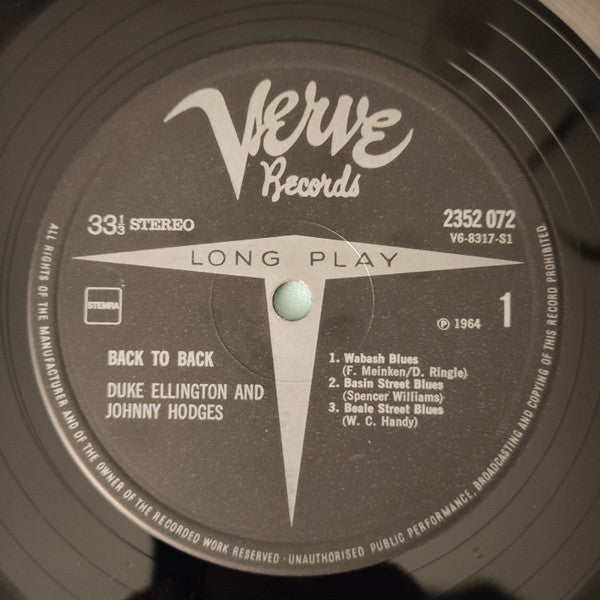 Verve
Records
33⅓ STEREO
2352 072
V6-8317-S1
LONG PLAY
STEMRA
℗ 1964
1
BACK TO BACK
DUKE ELLINGTON AND
JOHNNY HODGES
1. Wabash Blues
(F. Meinken/D. Ringle)
2. Basin Street Blues
(Spencer Williams)
3. Beale Street Blues
(W. C. Handy)
ALL RIGHTS OF THE MANUFACTURER AND OF THE OWNER OF THE RECORDED WORK RESERVED - UNAUTHORISED PUBLIC PERFORMANCE, BROADCASTING AND COPYING OF THIS RECORD PROHIBITED.